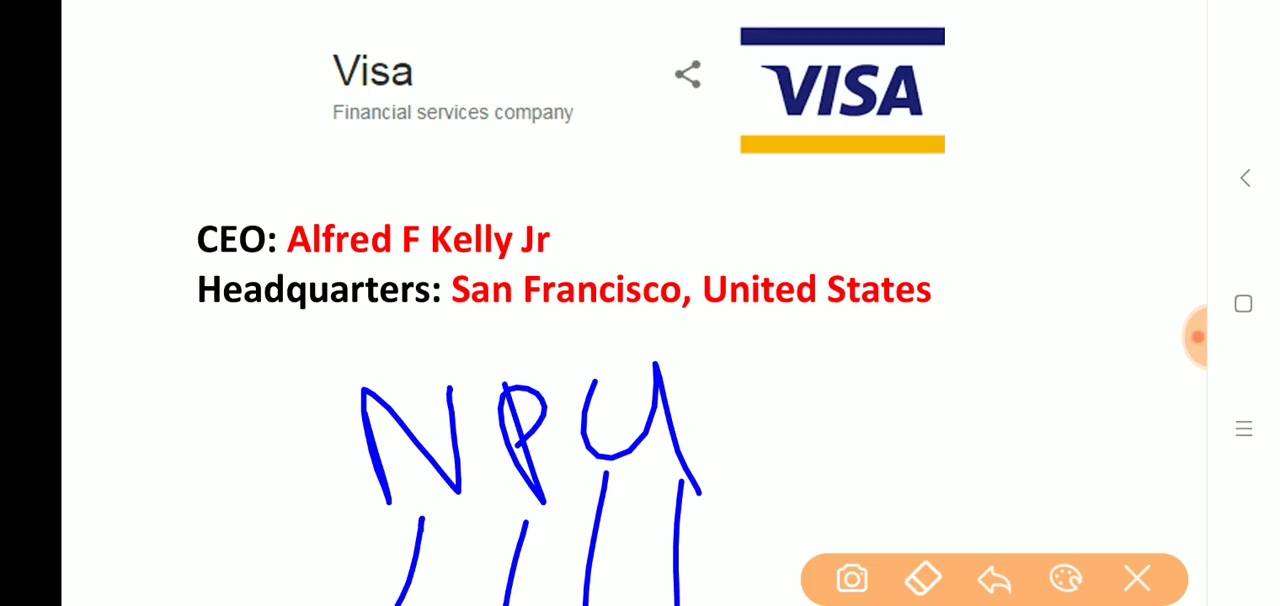 Visa
Financial services company
VISA
CEO: Alfred F Kelly Jr
Headquarters: San Francisco, United States